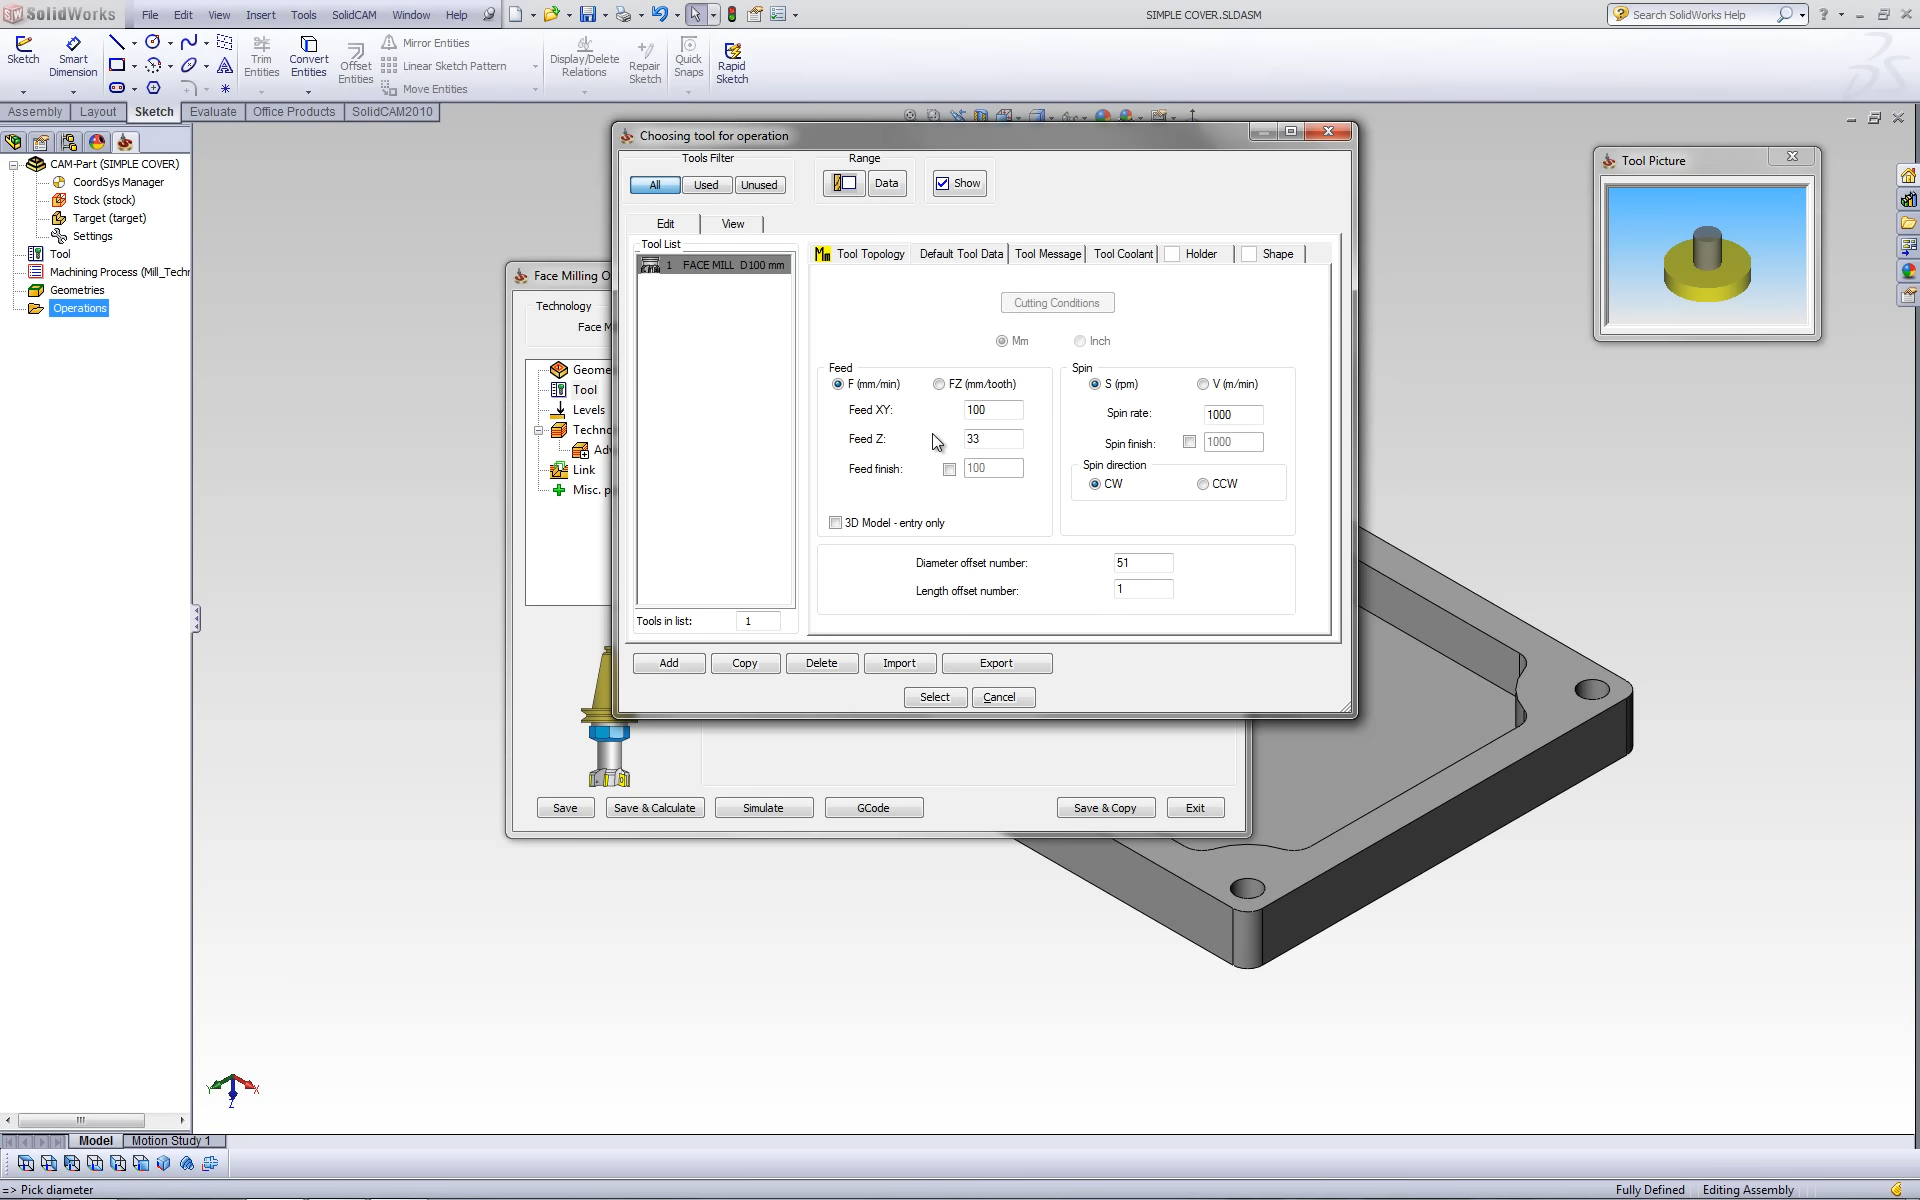 SolidWorks File Edit View Insert Tools SolidCAM Window Help SIMPLE COVER.SLDASM Search SolidWorks Help
Sketch
Smart Dimension
Trim Entities
Convert Entities
Offset Entities
Mirror Entities
Linear Sketch Pattern
Move Entities
Display/Delete Relations
Repair Sketch
Quick Snaps
Rapid Sketch
Assembly Layout Sketch Evaluate Office Products SolidCAM2010
CAM-Part (SIMPLE COVER)
CoordSys Manager
Stock (stock)
Target (target)
Settings
Tool
Machining Process (Mill_Techr
Geometries
Operations
Face Milling O
Technology
Face M
Geome
Tool
Levels
Techno
Adv
Link
Misc. p
Save Save & Calculate Simulate GCode Save & Copy Exit
Choosing tool for operation
Tools Filter
All Used Unused
Range
Data
Show
Edit View
Tool List
1 FACE MILL D100 mm
Tools in list: 1
Tool Topology Default Tool Data Tool Message Tool Coolant Holder Shape
Cutting Conditions
Mm Inch
Feed
F (mm/min) FZ (mm/tooth)
Feed XY: 100
Feed Z: 33
Feed finish: 100
3D Model - entry only
Spin
S (rpm) V (m/min)
Spin rate: 1000
Spin finish: 1000
Spin direction
CW CCW
Diameter offset number: 51
Length offset number: 1
Add Copy Delete Import Export
Select Cancel
Tool Picture
Y X
Z
Model Motion Study 1
=> Pick diameter Fully Defined Editing Assembly